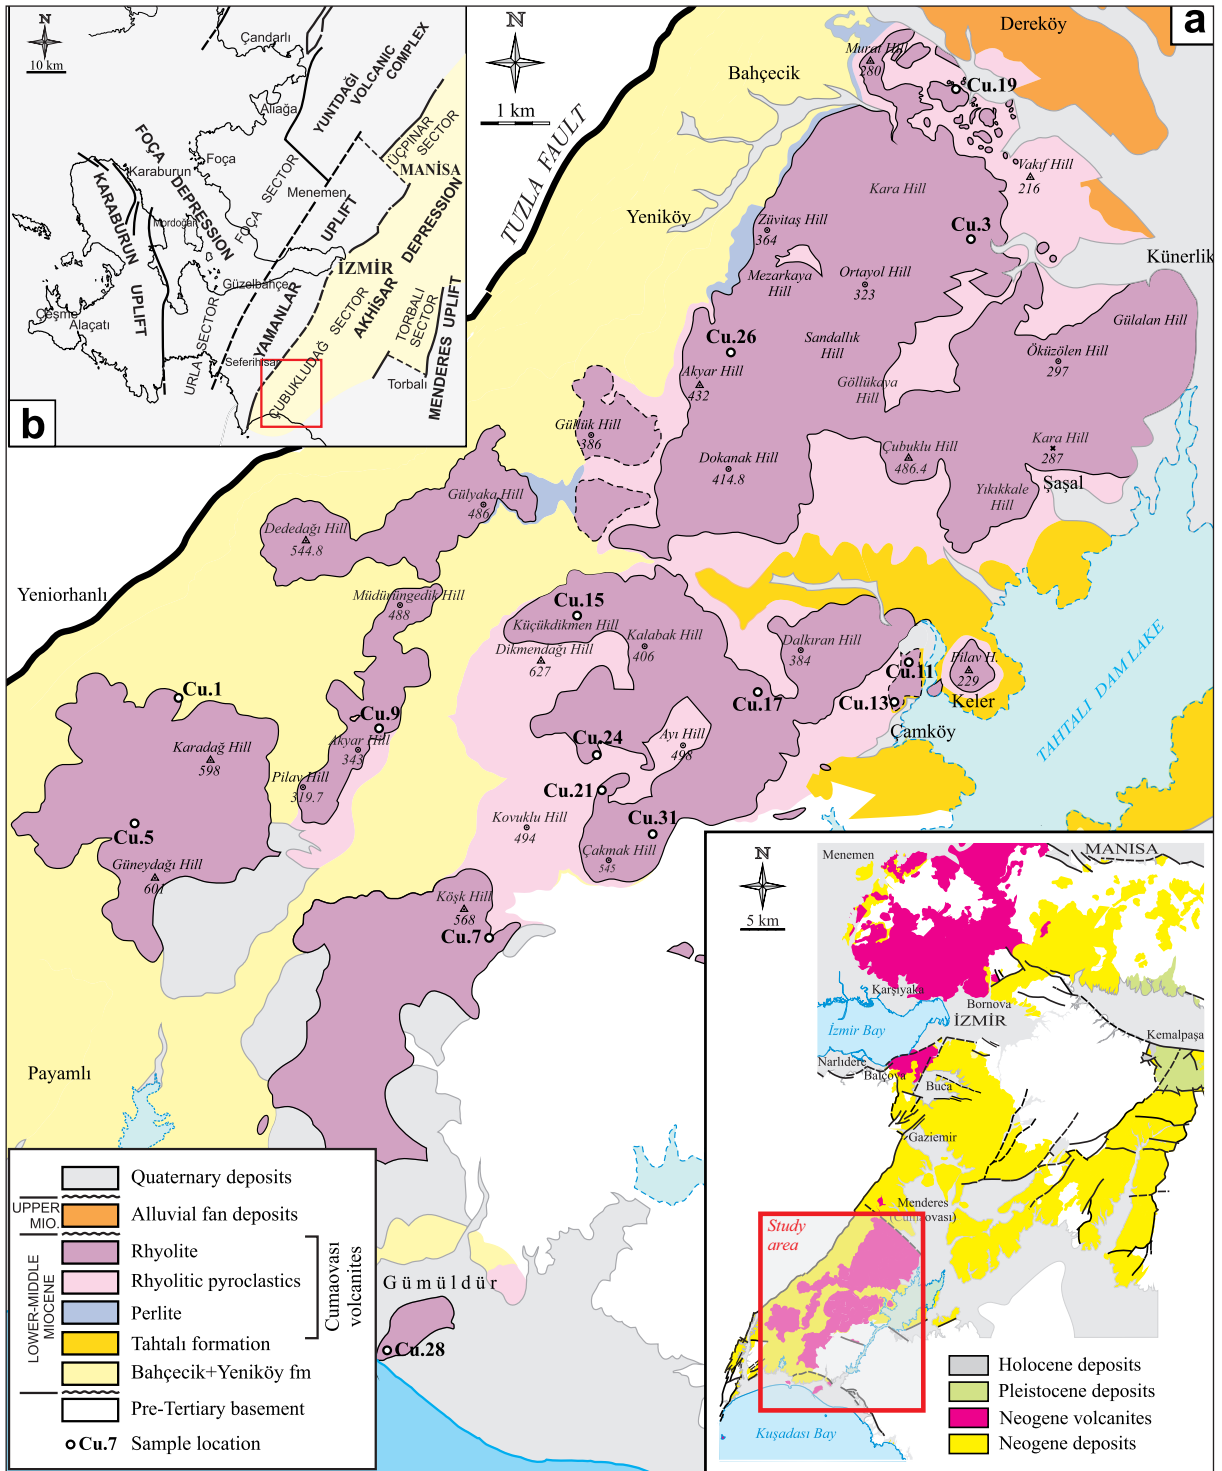 a
b
N
10 km
Çandarlı
Aliağa
YUNTDAĞI
VOLCANIC
COMPLEX
FOÇA
DEPRESSION
Foça
FOÇA SECTOR
Karaburun
KARABURUN
UPLIFT
Mordoğan
Menemen
ÜÇPINAR
SECTOR
MANİSA
UPLIFT
YAMANLAR
İZMİR
Güzelbahçe
Çeşme
Alaçatı
URLA SECTOR
Seferihisar
ÇUBUKLUDAĞ SECTOR
AKHİSAR
DEPRESSION
TORBALI
SECTOR
Torbalı
MENDERES UPLIFT
N
1 km
TUZLA FAULT
Dereköy
Bahçecik
Murat Hill
280
Cu.19
Vakıf Hill
216
Kara Hill
Yeniköy
Züvitaş Hill
364
Cu.3
Künerlik
Mezarkaya
Hill
Ortayol Hill
323
Gülalan Hill
Cu.26
Sandallık
Hill
Öküzölen Hill
297
Akyar Hill
432
Göllükaya
Hill
Güllük Hill
386
Çubuklu Hill
486.4
Kara Hill
287
Dokanak Hill
414.8
Şaşal
Yıkıkkale
Hill
Gülyaka Hill
486
Dededağı Hill
544.8
Yeniorhanlı
Müdürüngedik Hill
488
Cu.15
Küçükdikmen Hill
Dikmendağı Hill
627
Kalabak Hill
406
Dalkıran Hill
384
Cu.11
Pilav H.
229
Keler
Cu.13
Çamköy
TAHTALI DAM LAKE
Cu.1
Cu.17
Cu.9
Akyar Hill
343
Karadağ Hill
598
Cu.24
Ayı Hill
498
Pilav Hill
319.7
Cu.21
Cu.5
Kovuklu Hill
494
Cu.31
Çakmak Hill
545
Güneydağı Hill
601
Köşk Hill
568
Cu.7
Payamlı
Gümüldür
Cu.28
UPPER
MIO.
LOWER-MIDDLE
MIOCENE
Quaternary deposits
Alluvial fan deposits
Rhyolite
Rhyolitic pyroclastics
Perlite
Cumaovası
volcanites
Tahtalı formation
Bahçecik+Yeniköy fm
Pre-Tertiary basement
Cu.7 Sample location
N
5 km
Menemen
MANISA
Karşıyaka
Bornova
İZMİR
İzmir Bay
Kemalpaşa
Narlıdere
Balçova
Buca
Gaziemir
Menderes
(Cumaovası)
Study
area
Kuşadası Bay
Holocene deposits
Pleistocene deposits
Neogene volcanites
Neogene deposits